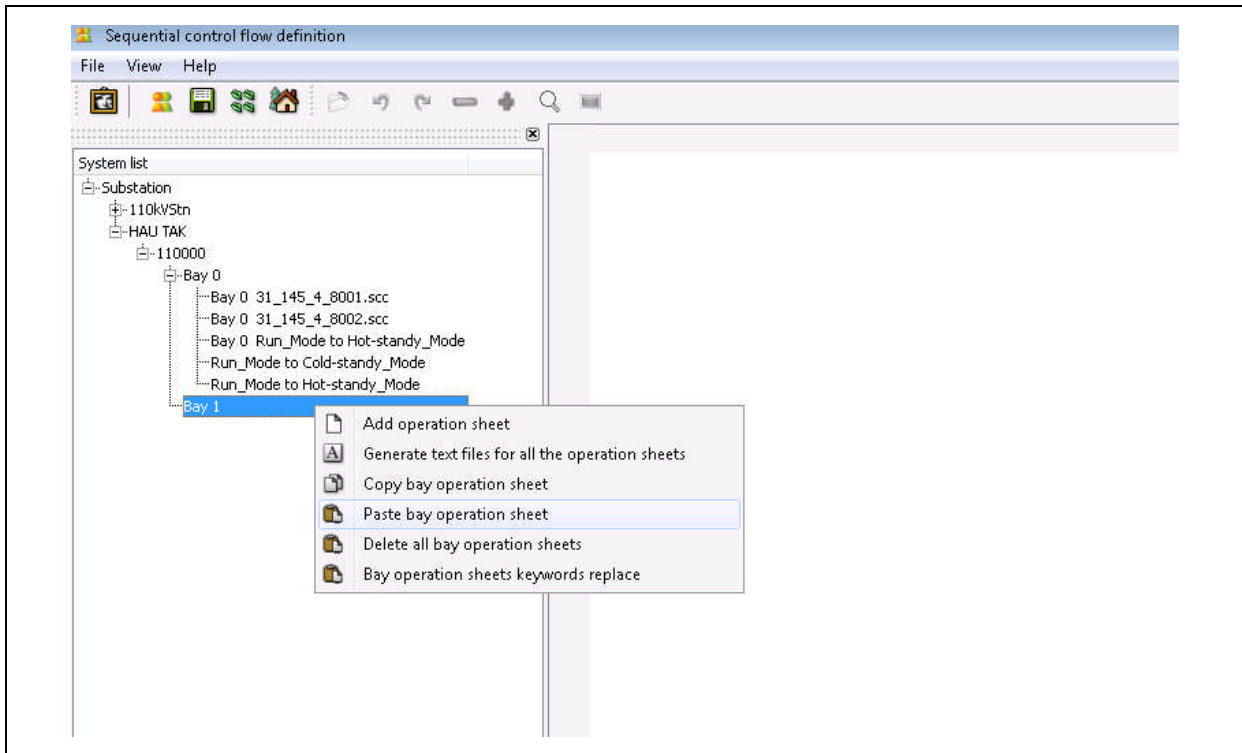 Sequential control flow definition
File View Help
System list
Substation
110kVStn
HAU TAK
110000
Bay 0
Bay 0 31_145_4_8001.scc
Bay 0 31_145_4_8002.scc
Bay 0 Run_Mode to Hot-standy_Mode
Run_Mode to Cold-standy_Mode
Run_Mode to Hot-standy_Mode
Bay 1
Add operation sheet
Generate text files for all the operation sheets
Copy bay operation sheet
Paste bay operation sheet
Delete all bay operation sheets
Bay operation sheets keywords replace